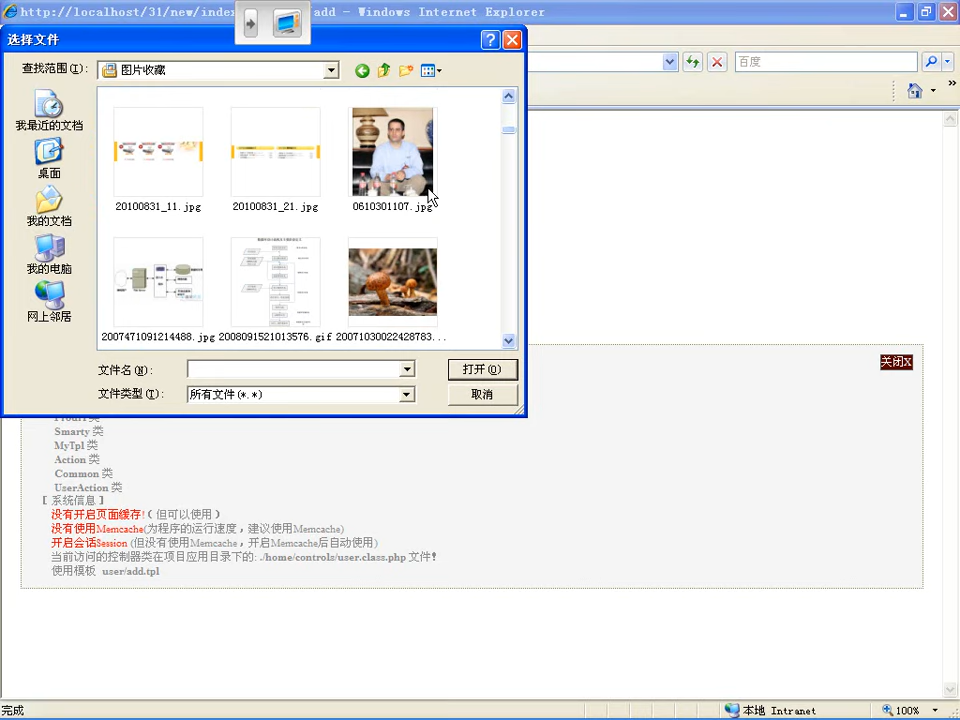 http://localhost/31/new/inde
add - Windows Internet Explorer
选择文件
查找范围(I):
图片收藏
百度
我最近的文档
桌面
我的文档
我的电脑
网上邻居
20100831_11.jpg
20100831_21.jpg
0610301107.jpg
2007471091214488.jpg
2008091521013576.gif
20071030022428783...
文件名(N):
打开(O)
文件类型(T):
所有文件(*.*)
取消
关闭X
Smarty 类
MyTpl 类
Action 类
Common 类
UserAction 类
[ 系统信息 ]
没有开启页面缓存!(但可以使用)
没有使用Memcache(为程序的运行速度,建议使用Memcache)
开启会话Session (但没有使用Memcache,开启Memcache后自动使用)
当前访问的控制器类在项目应用目录下的: ./home/controls/user.class.php 文件!
使用模板 user/add.tpl
完成
本地 Intranet
100%